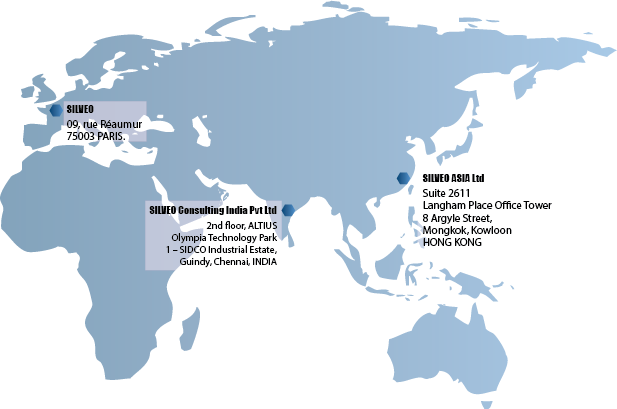 SILVEO
09, rue Réaumur
75003 PARIS.
SILVEO Consulting India Pvt Ltd
2nd floor, ALTIUS
Olympia Technology Park
1 – SIDCO Industrial Estate,
Guindy, Chennai, INDIA
SILVEO ASIA Ltd
Suite 2611
Langham Place Office Tower
8 Argyle Street,
Mongkok, Kowloon
HONG KONG